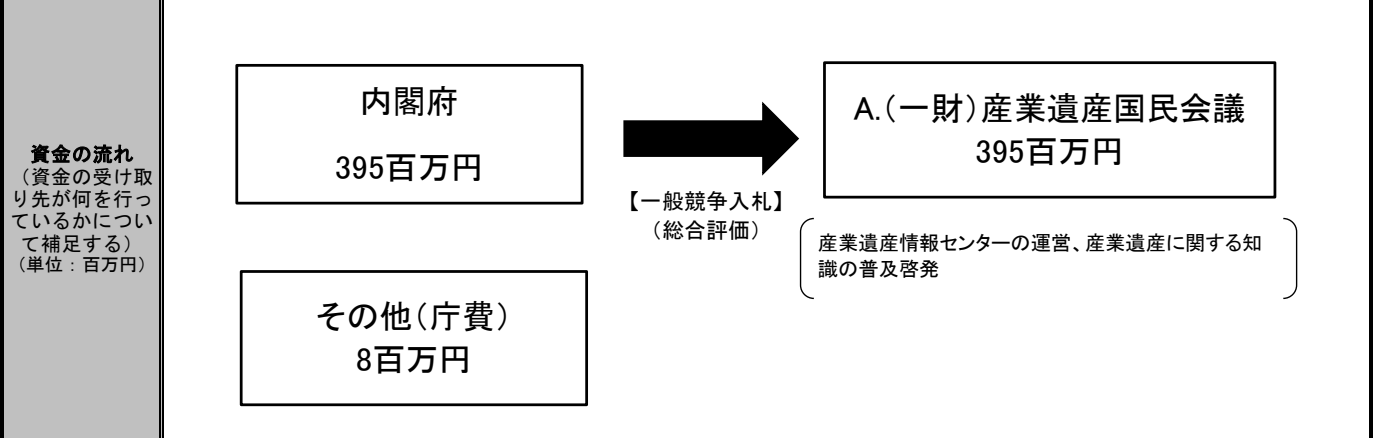 資金の流れ
（資金の受け取
り先が何を行っ
ているかについ
て補足する）
（単位：百万円）
内閣府
395百万円
【一般競争入札】
（総合評価）
A.（一財）産業遺産国民会議
395百万円
産業遺産情報センターの運営、産業遺産に関する知
識の普及啓発
その他（庁費）
8百万円